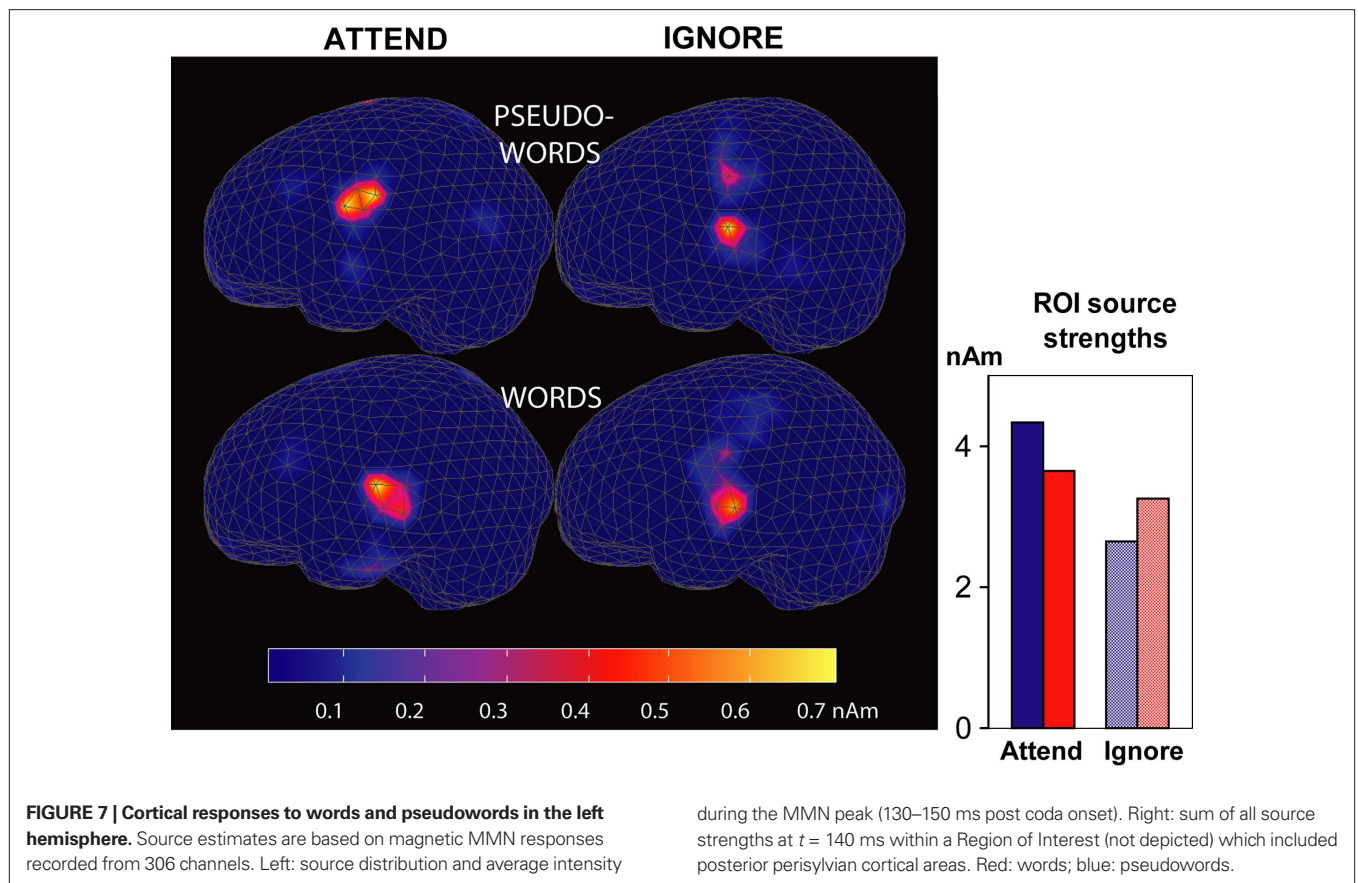 ATTEND
IGNORE
PSEUDO-
WORDS
WORDS
0.1 0.2 0.3 0.4 0.5 0.6 0.7 nAm
ROI source
strengths
nAm
4
2
0
Attend Ignore
FIGURE 7 | Cortical responses to words and pseudowords in the left
hemisphere. Source estimates are based on magnetic MMN responses
recorded from 306 channels. Left: source distribution and average intensity
during the MMN peak (130–150 ms post coda onset). Right: sum of all source
strengths at t = 140 ms within a Region of Interest (not depicted) which included
posterior perisylvian cortical areas. Red: words; blue: pseudowords.